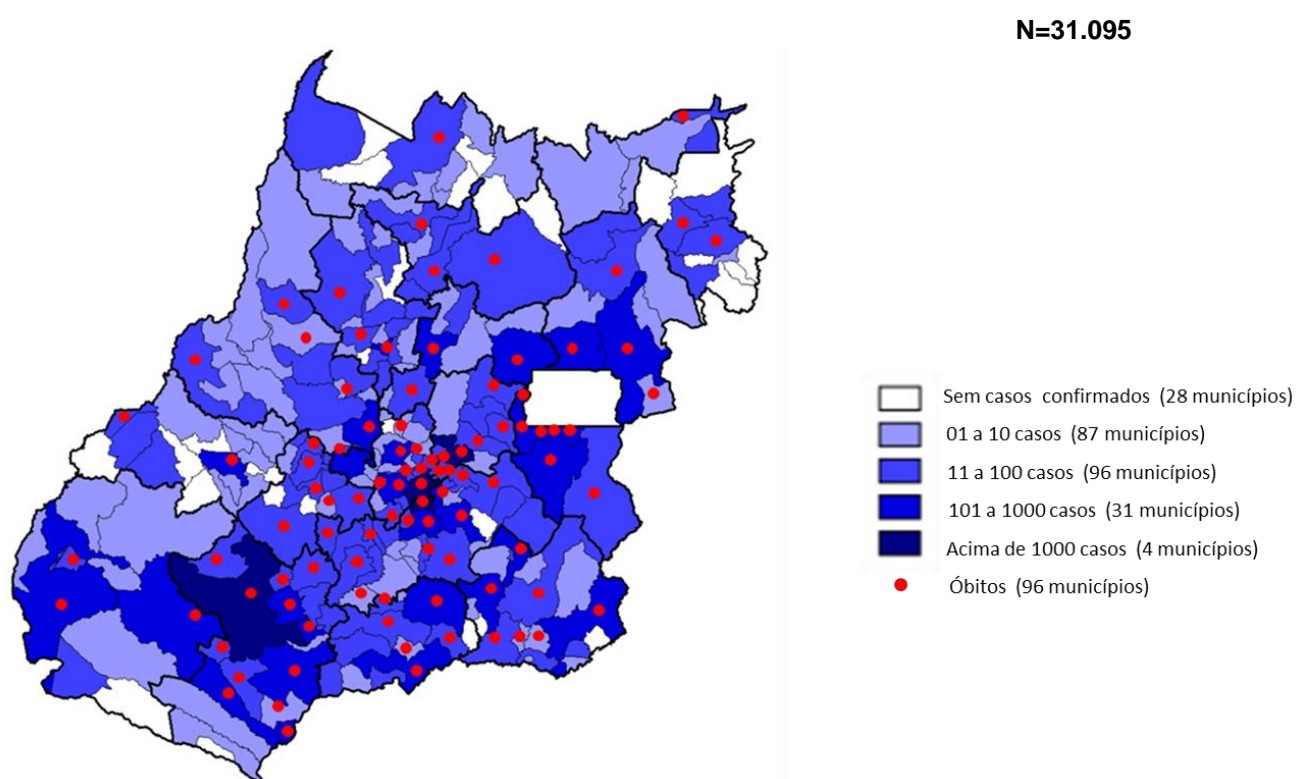 N=31.095
Sem casos confirmados (28 municípios)
01 a 10 casos (87 municípios)
11 a 100 casos (96 municípios)
101 a 1000 casos (31 municípios)
Acima de 1000 casos (4 municípios)
Óbitos (96 municípios)